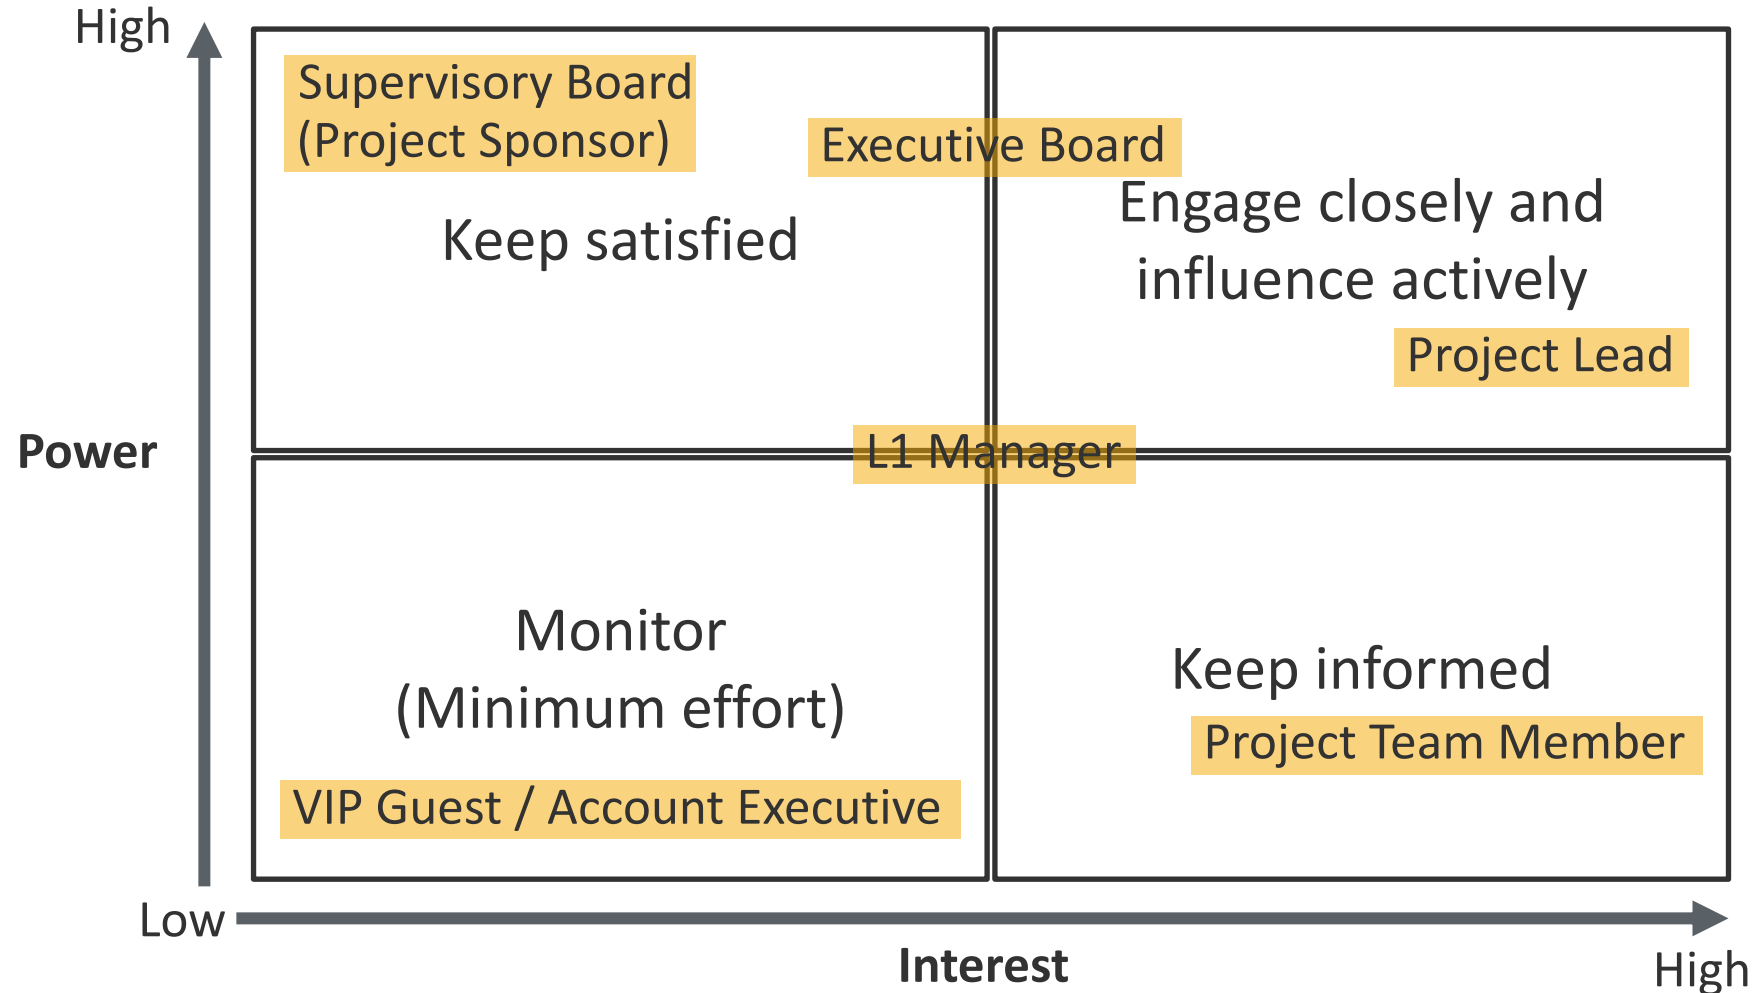 High
Supervisory Board
(Project Sponsor)
Executive Board
Keep satisfied
Engage closely and
influence actively
Project Lead
Power
L1 Manager
Monitor
(Minimum effort)
Keep informed
Project Team Member
VIP Guest / Account Executive
Low
Interest
High